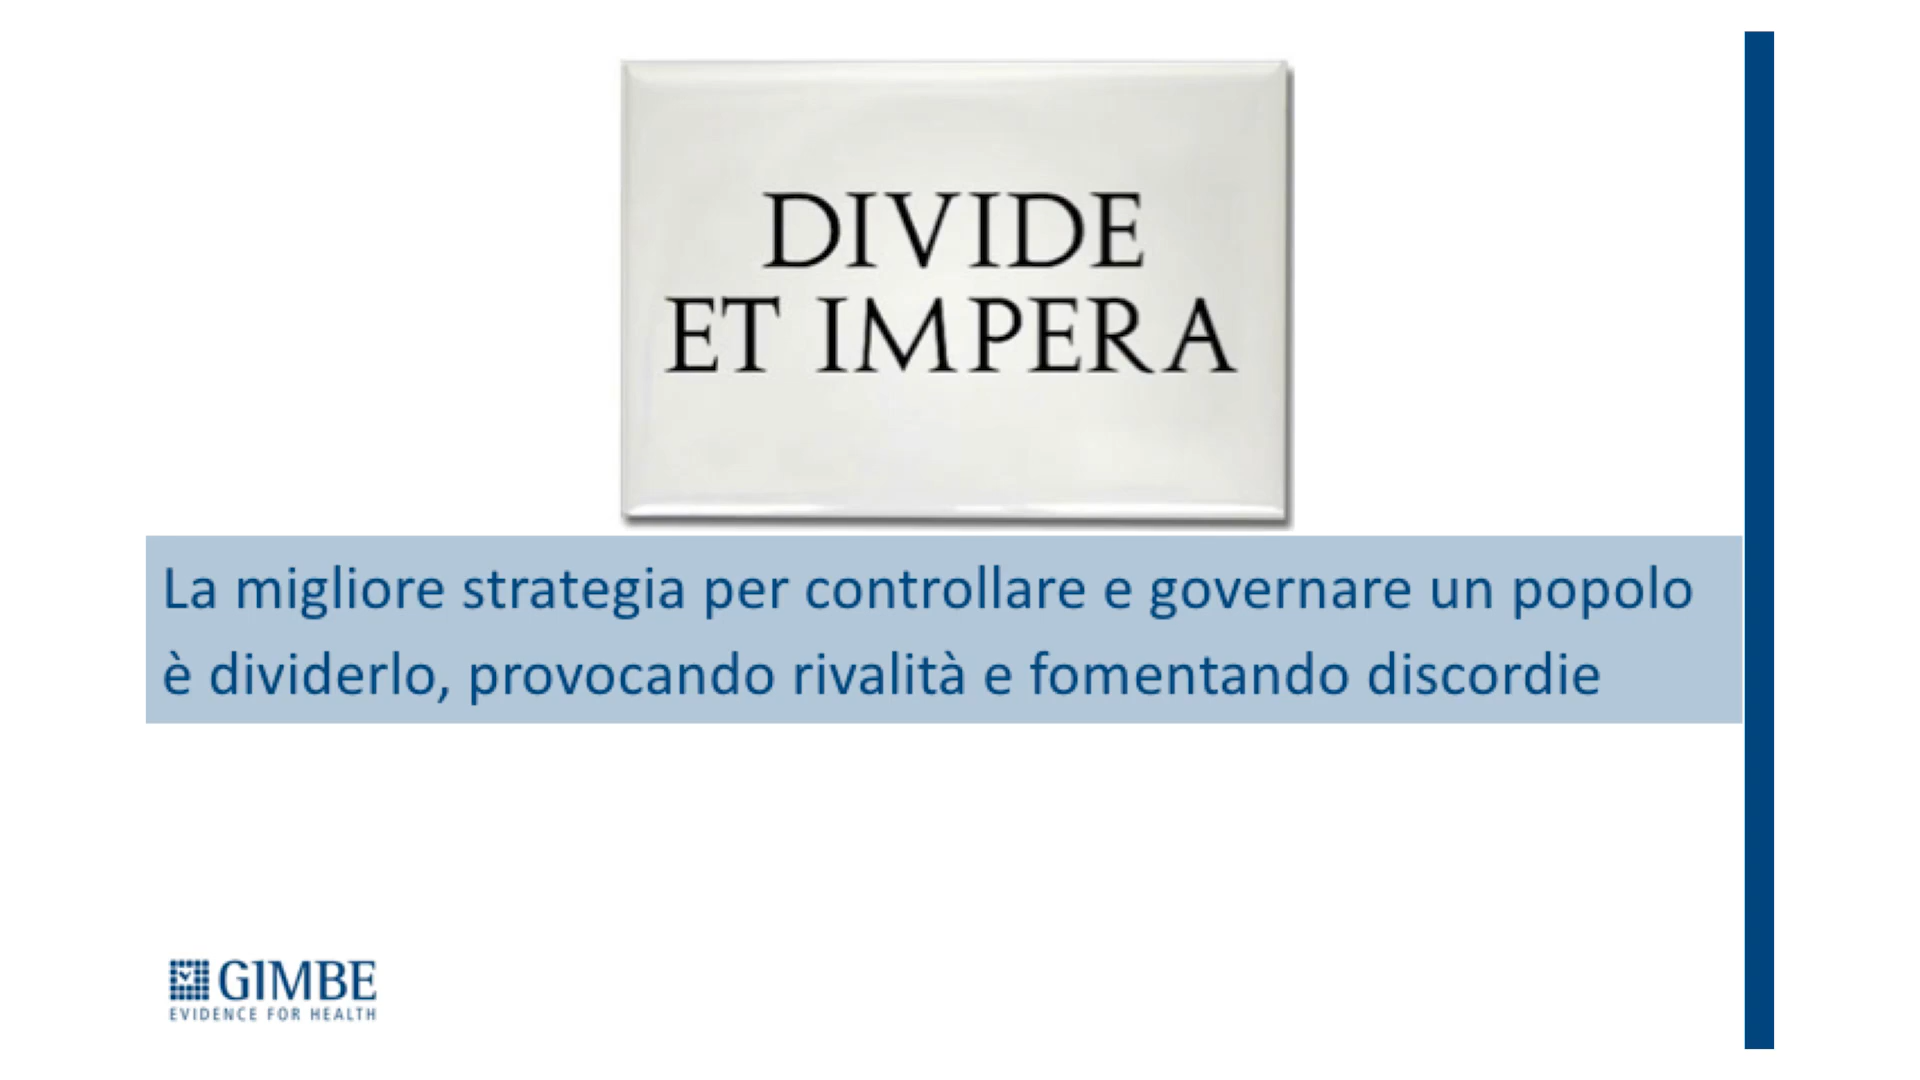 DIVIDE
ET IMPERA
La migliore strategia per controllare e governare un popolo
è dividerlo, provocando rivalità e fomentando discordie
GIMBE
EVIDENCE FOR HEALTH